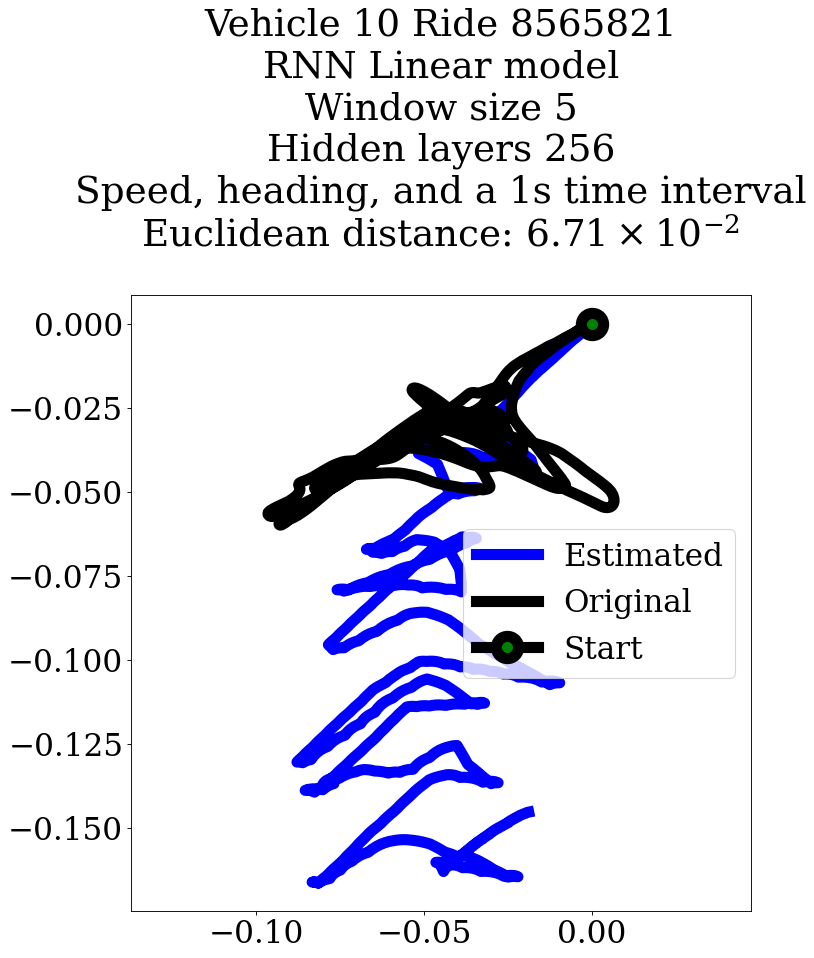 Vehicle 10 Ride 8565821
RNN Linear model
Window size 5
Hidden layers 256
Speed, heading, and a 1s time interval
Euclidean distance: 6.71 × 10⁻²
0.000
−0.025
−0.050
−0.075
−0.100
−0.125
−0.150
Estimated
Original
Start
−0.10
−0.05
0.00